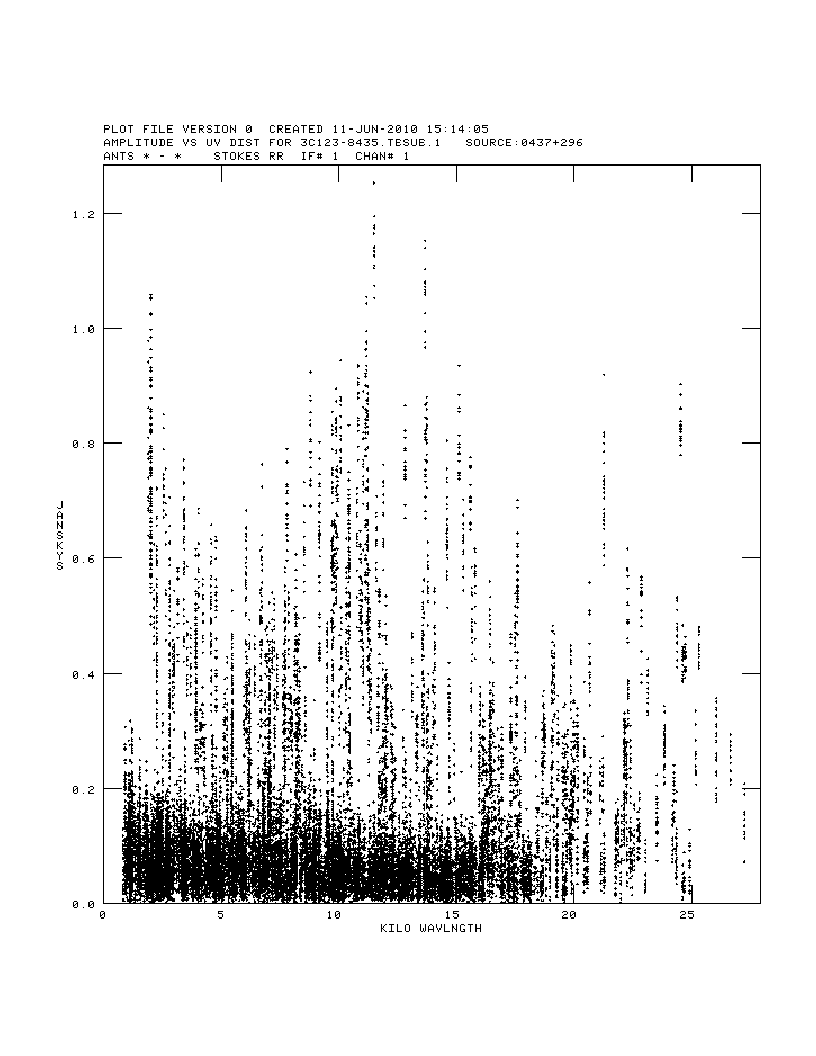 PLOT FILE VERSION 0  CREATED 11-JUN-2010 15:14:05
AMPLITUDE VS UV DIST FOR 3C123-8435.TBSUB.1   SOURCE:0437+296
ANTS * - *    STOKES RR  IF# 1  CHAN# 1
1.2
1.0
0.8
JANSKYS
0.6
0.4
0.2
0.0
0 5 10 15 20 25
KILO WAVLNGTH